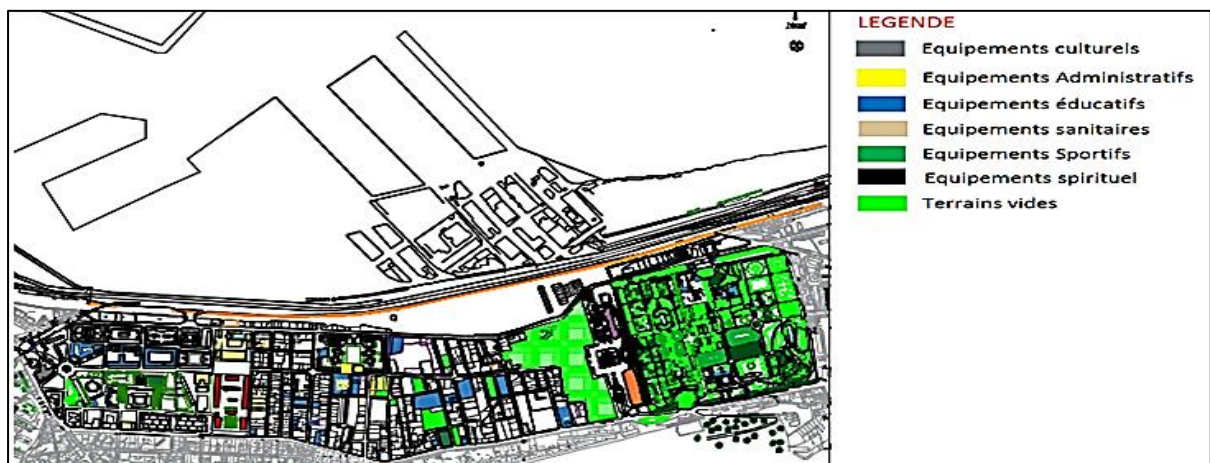 LEGENDE
Equipements culturels
Equipements Administratifs
Equipements éducatifs
Equipements sanitaires
Equipements Sportifs
Equipements spirituel
Terrains vides